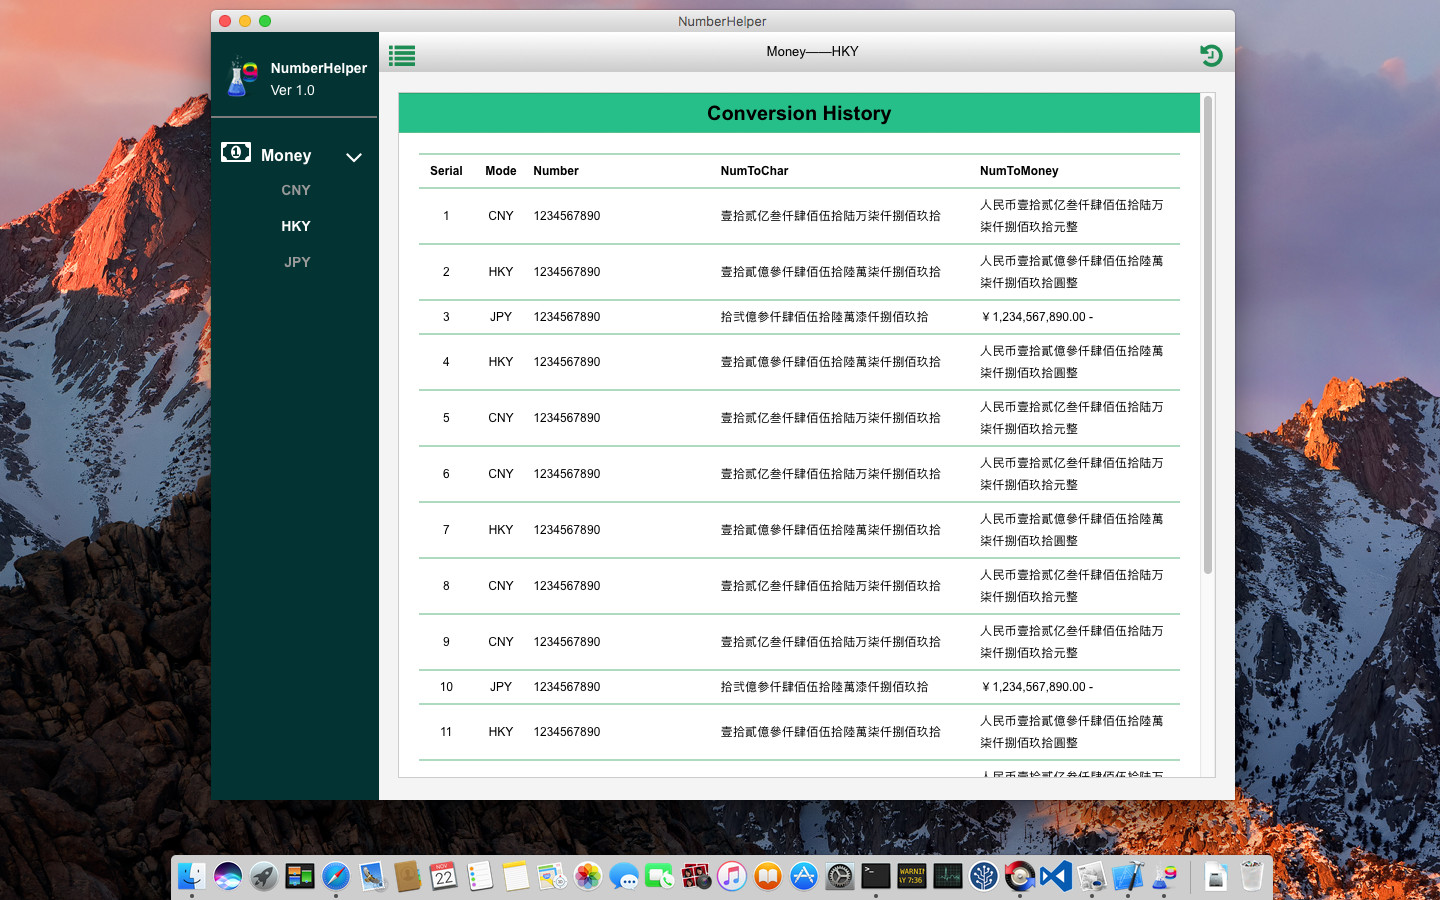 NumberHelper
NumberHelper
Ver 1.0
Money
CNY
HKY
JPY
Money——HKY
Conversion History
Serial Mode Number NumToChar NumToMoney
1 CNY 1234567890 壹拾贰亿叁仟肆佰伍拾陆万柒仟捌佰玖拾 人民币壹拾贰亿叁仟肆佰伍拾陆万
柒仟捌佰玖拾元整
2 HKY 1234567890 壹拾貳億參仟肆佰伍拾陸萬柒仟捌佰玖拾 人民币壹拾貳億參仟肆佰伍拾陸萬
柒仟捌佰玖拾圓整
3 JPY 1234567890 拾弐億参仟肆佰伍拾陸萬漆仟捌佰玖拾 ￥1,234,567,890.00 -
4 HKY 1234567890 壹拾貳億參仟肆佰伍拾陸萬柒仟捌佰玖拾 人民币壹拾貳億參仟肆佰伍拾陸萬
柒仟捌佰玖拾圓整
5 CNY 1234567890 壹拾贰亿叁仟肆佰伍拾陆万柒仟捌佰玖拾 人民币壹拾贰亿叁仟肆佰伍拾陆万
柒仟捌佰玖拾元整
6 CNY 1234567890 壹拾贰亿叁仟肆佰伍拾陆万柒仟捌佰玖拾 人民币壹拾贰亿叁仟肆佰伍拾陆万
柒仟捌佰玖拾元整
7 HKY 1234567890 壹拾貳億參仟肆佰伍拾陸萬柒仟捌佰玖拾 人民币壹拾貳億參仟肆佰伍拾陸萬
柒仟捌佰玖拾圓整
8 CNY 1234567890 壹拾贰亿叁仟肆佰伍拾陆万柒仟捌佰玖拾 人民币壹拾贰亿叁仟肆佰伍拾陆万
柒仟捌佰玖拾元整
9 CNY 1234567890 壹拾贰亿叁仟肆佰伍拾陆万柒仟捌佰玖拾 人民币壹拾贰亿叁仟肆佰伍拾陆万
柒仟捌佰玖拾元整
10 JPY 1234567890 拾弐億参仟肆佰伍拾陸萬漆仟捌佰玖拾 ￥1,234,567,890.00 -
11 HKY 1234567890 壹拾貳億參仟肆佰伍拾陸萬柒仟捌佰玖拾 人民币壹拾貳億參仟肆佰伍拾陸萬
柒仟捌佰玖拾圓整
人民币壹拾贰亿叁仟肆佰伍拾陆万
NOV
22
WARNIN
AY 7:36